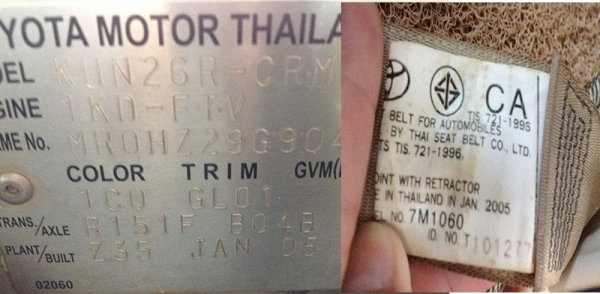 YOTA MOTOR THAILA
DEL KUN26R-CRM
GINE 1KD-FTV
ME No.
COLOR TRIM GVM(
1C0 GL01
TRANS./AXLE R151F B04B
PLANT/BUILT Z35 JAN 05
02060
CA
TIS. 721-1996
BELT FOR AUTOMOBILES
BY THAI SEAT BELT CO., LTD.
TS TIS. 721-1996.
OINT WITH RETRACTOR
E IN THAILAND IN JAN. 2005
EL NO. 7M1060
ID. NO. T101277